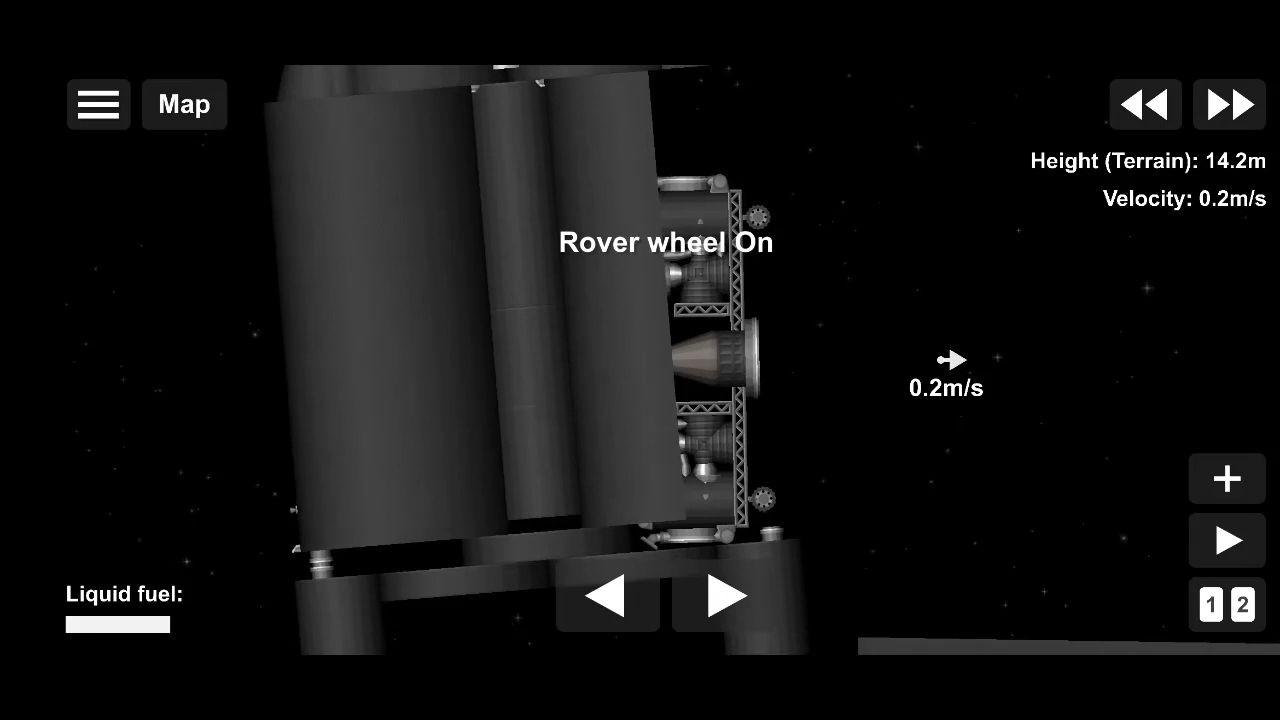 Map
Height (Terrain): 14.2m
Velocity: 0.2m/s
Rover wheel On
0.2m/s
Liquid fuel:
1 2